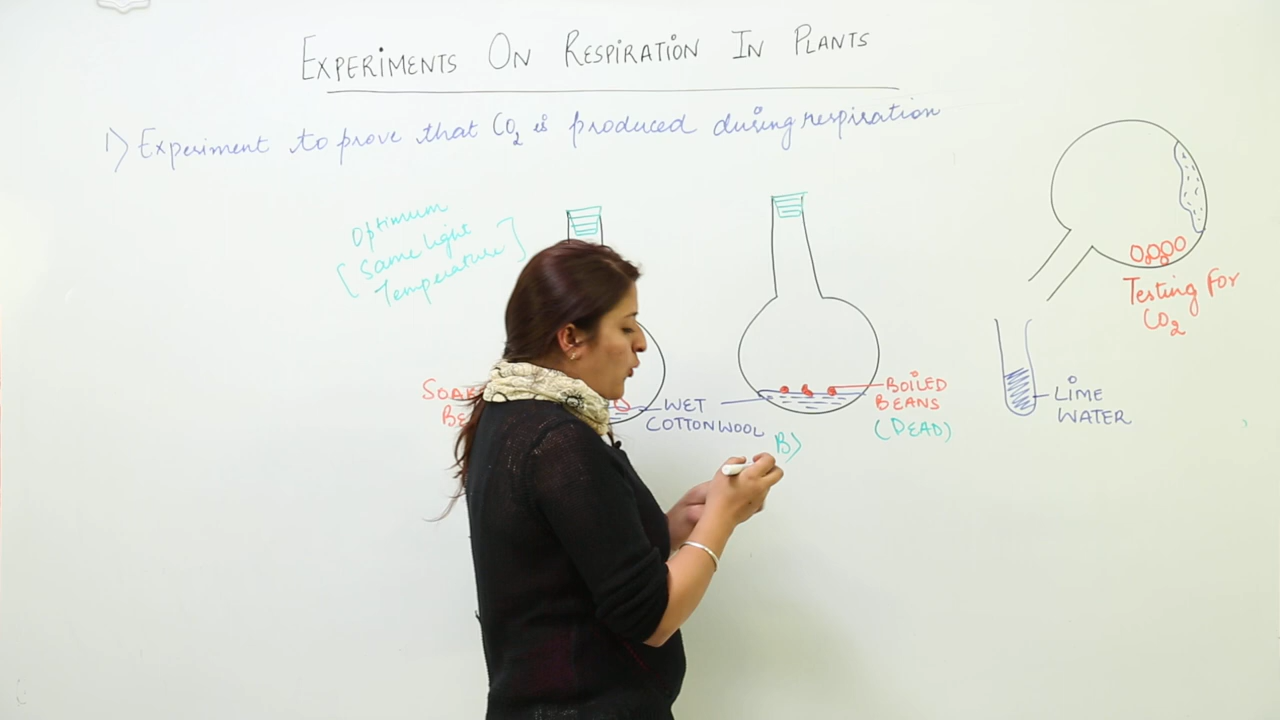 EXPERIMENTS ON RESPIRATION IN PLANTS
1) Experiment to prove that CO2 is produced during respiration
Optimum
[Same light
Temperature]
WET
COTTONWOOL
BOILED
BEANS
(DEAD)
B)
Testing for
CO2
LIME
WATER